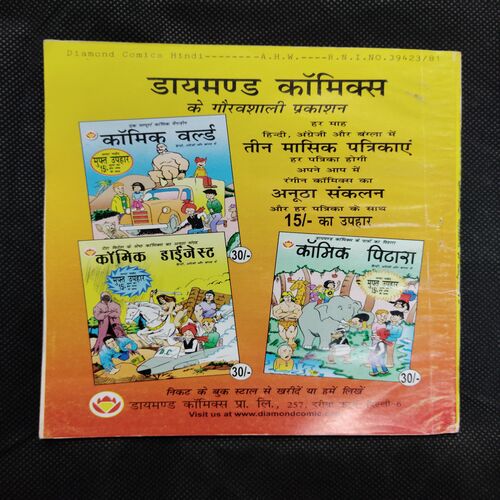 Diamond Comics Hindi--------A.H.W.----R.N.I.NO.39423/81
डायमण्ड कॉमिक्स
के गौरवशाली प्रकाशन
हर माह
हिन्दी, अंग्रेजी और बंग्ला में
तीन मासिक पत्रिकाएं
हर पत्रिका होगी
अपने आप में
रंगीन कॉमिक्स का
अनूठा संकलन
और हर पत्रिका के साथ
15/- का उपहार
कॉमिक वर्ल्ड
मुफ्त उपहार
30/-
कॉमिक डाईजेस्ट
मुफ्त उपहार
D.C
30/-
कॉमिक पिटारा
मुफ्त उपहार
30/-
निकट के बुक स्टाल से खरीदें या हमें लिखें
डायमण्ड कॉमिक्स प्रा. लि., 257, दरीबा
Visit us at www.diamondcomic